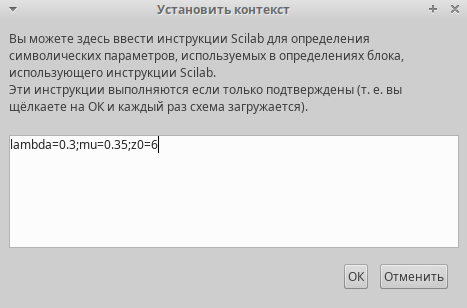 Установить контекст
Вы можете здесь ввести инструкции Scilab для определения
символических параметров, используемых в определениях блока,
использующего инструкции Scilab.
Эти инструкции выполняются если только подтверждены (т. е. вы
щёлкаете на ОК и каждый раз схема загружается).
lambda=0.3;mu=0.35;z0=6
ОК Отменить